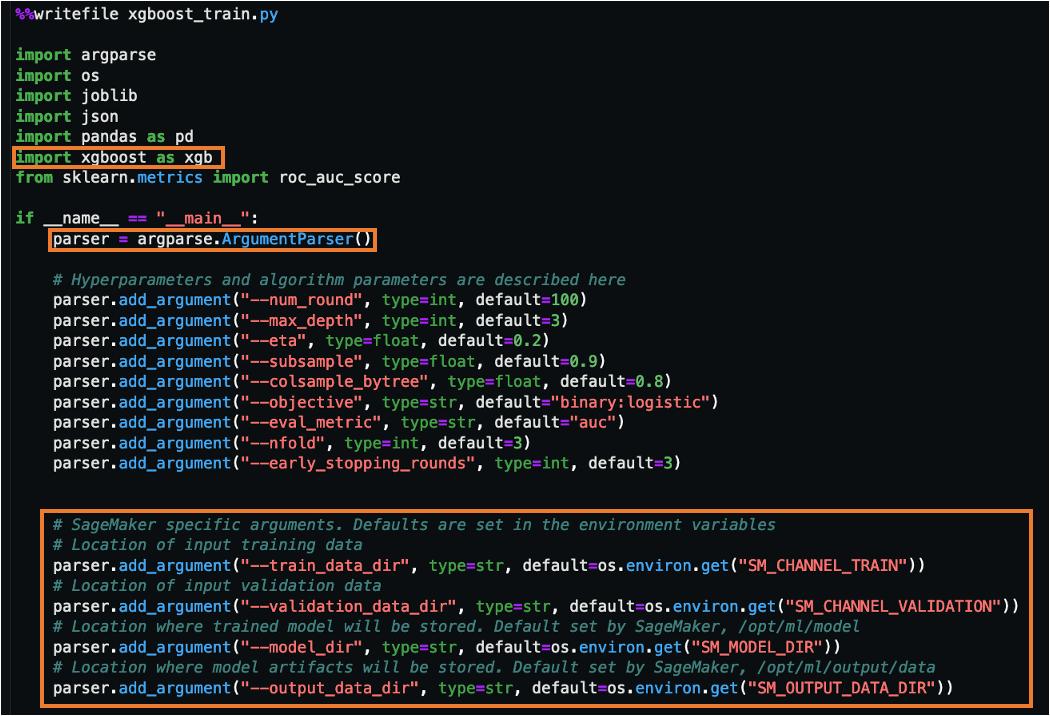 %%writefile xgboost_train.py
import argparse
import os
import joblib
import json
import pandas as pd
import xgboost as xgb
from sklearn.metrics import roc_auc_score
if __name__ == "__main__":
parser = argparse.ArgumentParser()
# Hyperparameters and algorithm parameters are described here
parser.add_argument("--num_round", type=int, default=100)
parser.add_argument("--max_depth", type=int, default=3)
parser.add_argument("--eta", type=float, default=0.2)
parser.add_argument("--subsample", type=float, default=0.9)
parser.add_argument("--colsample_bytree", type=float, default=0.8)
parser.add_argument("--objective", type=str, default="binary:logistic")
parser.add_argument("--eval_metric", type=str, default="auc")
parser.add_argument("--nfold", type=int, default=3)
parser.add_argument("--early_stopping_rounds", type=int, default=3)
# SageMaker specific arguments. Defaults are set in the environment variables
# Location of input training data
parser.add_argument("--train_data_dir", type=str, default=os.environ.get("SM_CHANNEL_TRAIN"))
# Location of input validation data
parser.add_argument("--validation_data_dir", type=str, default=os.environ.get("SM_CHANNEL_VALIDATION"))
# Location where trained model will be stored. Default set by SageMaker, /opt/ml/model
parser.add_argument("--model_dir", type=str, default=os.environ.get("SM_MODEL_DIR"))
# Location where model artifacts will be stored. Default set by SageMaker, /opt/ml/output/data
parser.add_argument("--output_data_dir", type=str, default=os.environ.get("SM_OUTPUT_DATA_DIR"))